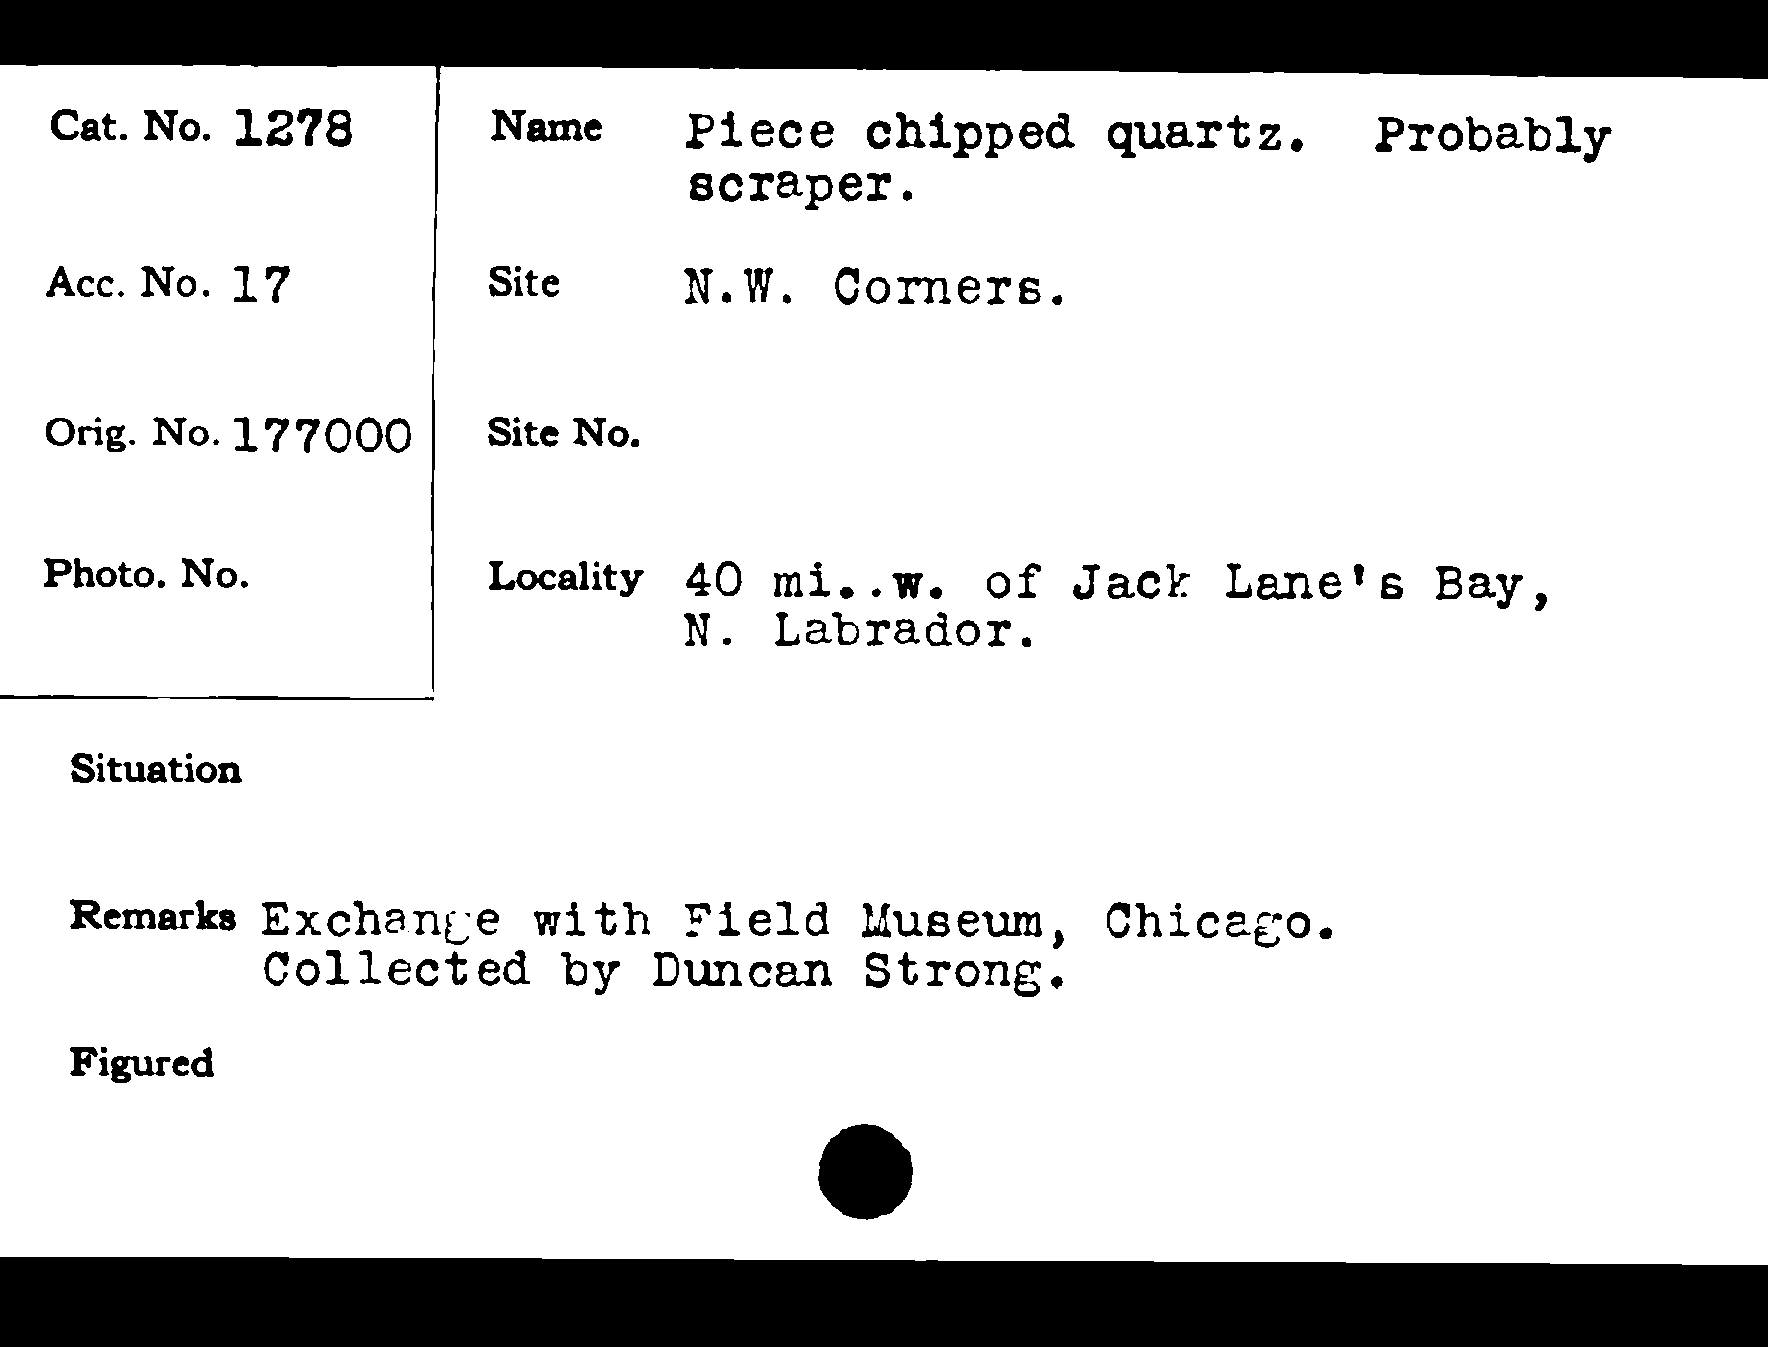 Cat. No. 1278
Name Piece chipped quartz. Probably
scraper.
Acc. No. 17
Site N.W. Corners.
Orig. No. 177000
Site No.
Photo. No.
Locality 40 mi..w. of Jack Lane's Bay,
N. Labrador.
Situation
Remarks Exchange with Field Museum, Chicago.
Collected by Duncan Strong.
Figured